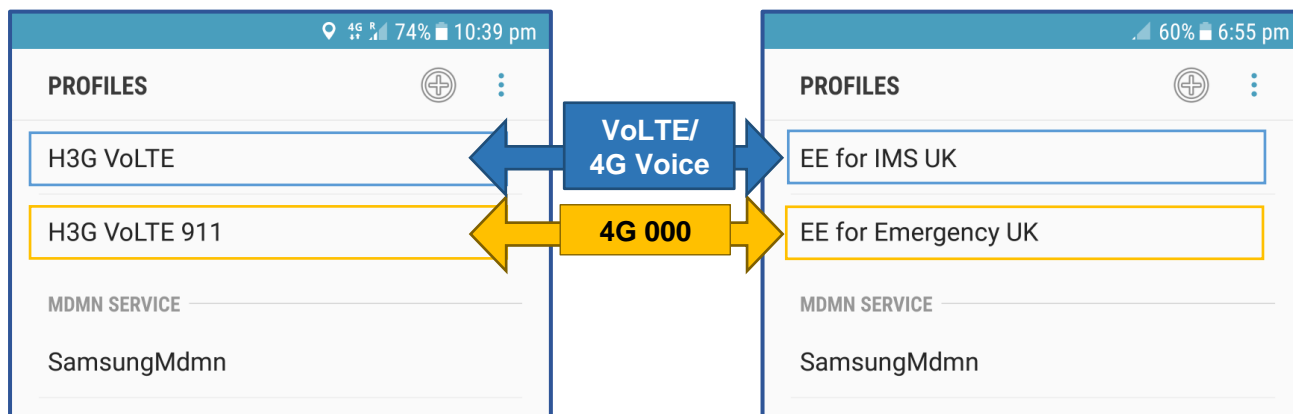 4G R 74% 10:39 pm
PROFILES
H3G VoLTE
H3G VoLTE 911
MDMN SERVICE
SamsungMdmn
VoLTE/
4G Voice
4G 000
60% 6:55 pm
PROFILES
EE for IMS UK
EE for Emergency UK
MDMN SERVICE
SamsungMdmn